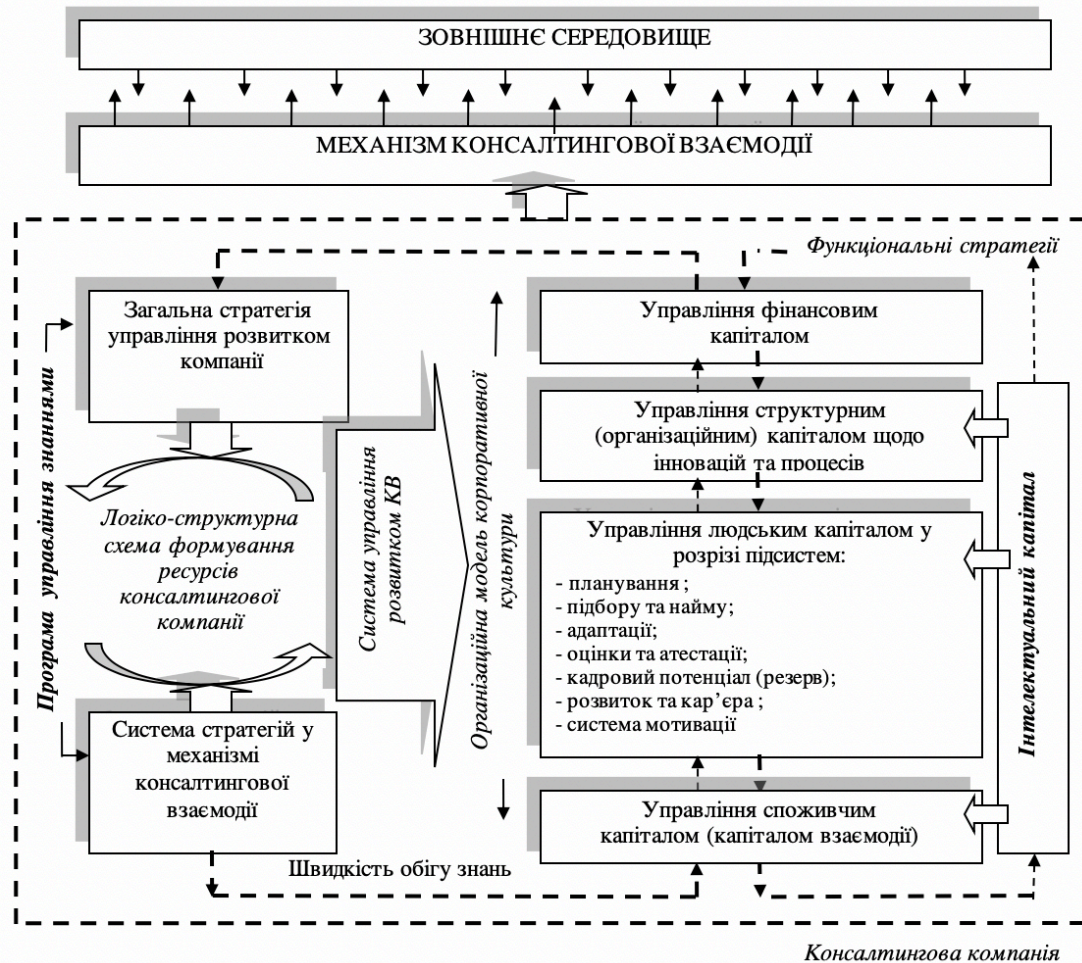 ЗОВНІШНЄ СЕРЕДОВИЩЕ
МЕХАНІЗМ КОНСАЛТИНГОВОЇ ВЗАЄМОДІЇ
Функціональні стратегії
Програма управління знаннями
Загальна стратегія
управління розвитком
компанії
Логіко-структурна
схема формування
ресурсів
консалтингової
компанії
Система стратегій у
механізмі
консалтингової
взаємодії
Система управління
розвитком КВ
Організаційна модель корпоративної
культури
Управління фінансовим
капіталом
Управління структурним
(організаційним) капіталом щодо
інновацій та процесів
Управління людським капіталом у
розрізі підсистем:
- планування ;
- підбору та найму;
- адаптації;
- оцінки та атестації;
- кадровий потенціал (резерв);
- розвиток та кар’єра ;
- система мотивації
Управління споживчим
капіталом (капіталом взаємодії)
Інтелектуальний капітал
Швидкість обігу знань
Консалтингова компанія